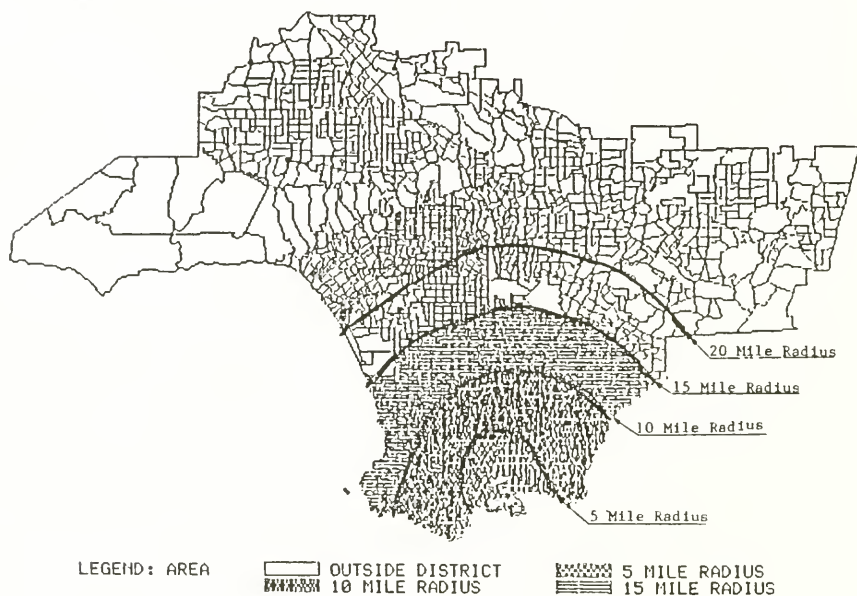 20 Mile Radius
15 Mile Radius
10 Mile Radius
5 Mile Radius
LEGEND: AREA
OUTSIDE DISTRICT
5 MILE RADIUS
10 MILE RADIUS
15 MILE RADIUS